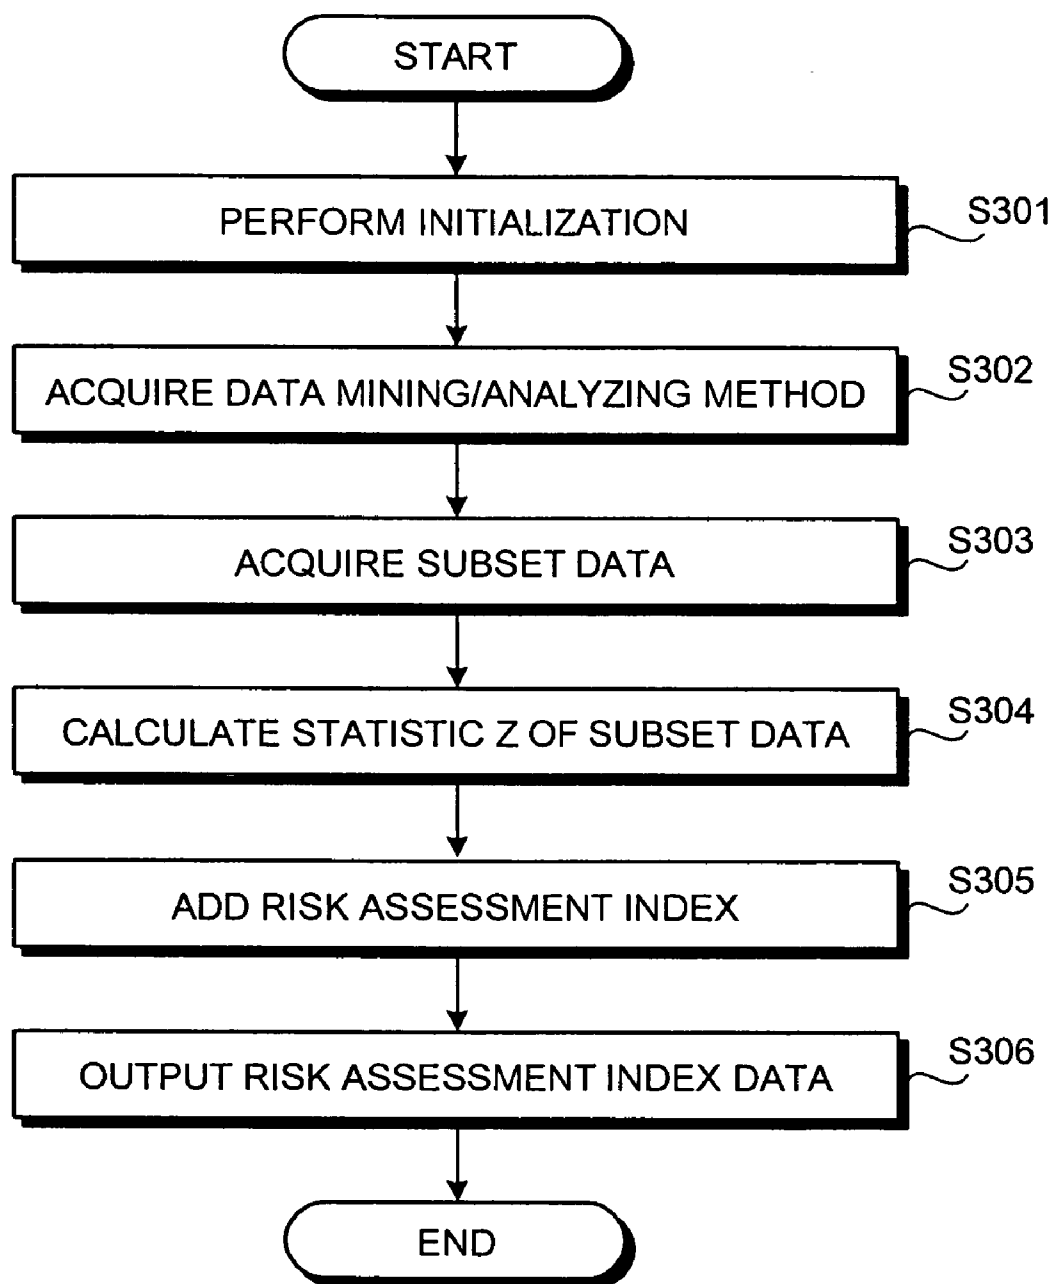 START
PERFORM INITIALIZATION
S301
ACQUIRE DATA MINING/ANALYZING METHOD
S302
ACQUIRE SUBSET DATA
S303
CALCULATE STATISTIC Z OF SUBSET DATA
S304
ADD RISK ASSESSMENT INDEX
S305
OUTPUT RISK ASSESSMENT INDEX DATA
S306
END